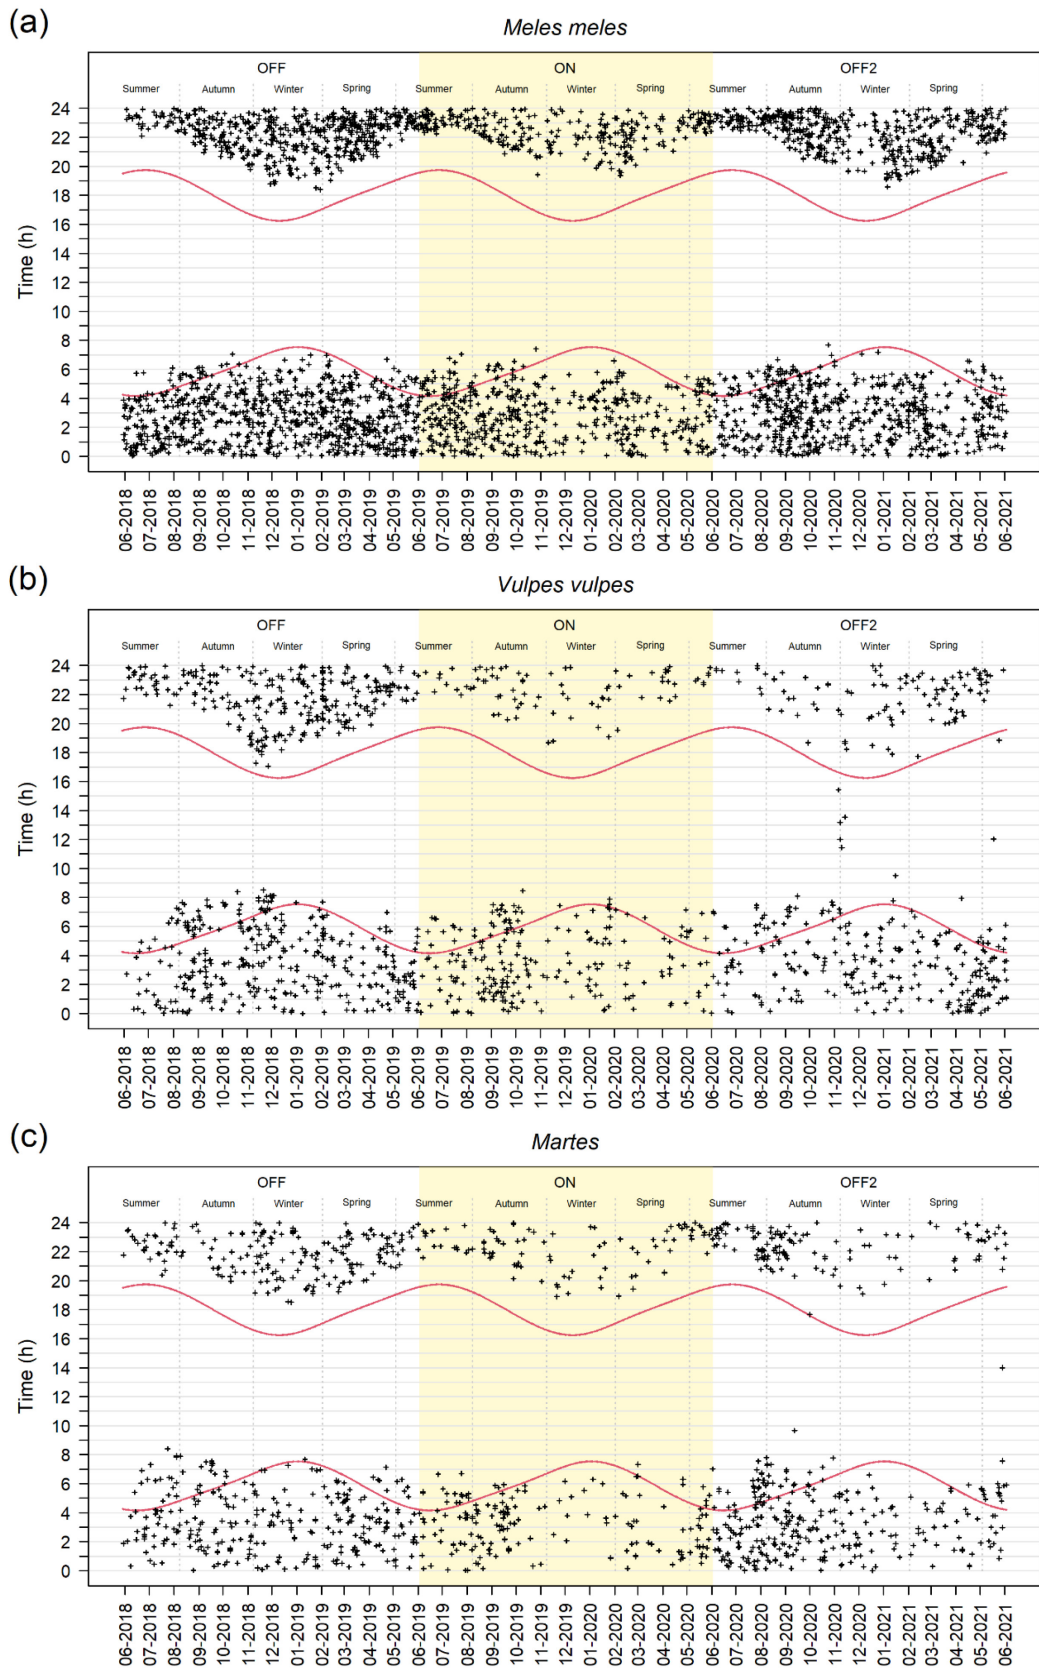 (a)
Meles meles
OFF ON OFF2
Summer Autumn Winter Spring Summer Autumn Winter Spring Summer Autumn Winter Spring
24
22
20
18
16
14
12
10
8
6
4
2
0
Time (h)
06-2018 07-2018 08-2018 09-2018 10-2018 11-2018 12-2018 01-2019 02-2019 03-2019 04-2019 05-2019 06-2019 07-2019 08-2019 09-2019 10-2019 11-2019 12-2019 01-2020 02-2020 03-2020 04-2020 05-2020 06-2020 07-2020 08-2020 09-2020 10-2020 11-2020 12-2020 01-2021 02-2021 03-2021 04-2021 05-2021 06-2021
(b)
Vulpes vulpes
OFF ON OFF2
Summer Autumn Winter Spring Summer Autumn Winter Spring Summer Autumn Winter Spring
24
22
20
18
16
14
12
10
8
6
4
2
0
Time (h)
06-2018 07-2018 08-2018 09-2018 10-2018 11-2018 12-2018 01-2019 02-2019 03-2019 04-2019 05-2019 06-2019 07-2019 08-2019 09-2019 10-2019 11-2019 12-2019 01-2020 02-2020 03-2020 04-2020 05-2020 06-2020 07-2020 08-2020 09-2020 10-2020 11-2020 12-2020 01-2021 02-2021 03-2021 04-2021 05-2021 06-2021
(c)
Martes
OFF ON OFF2
Summer Autumn Winter Spring Summer Autumn Winter Spring Summer Autumn Winter Spring
24
22
20
18
16
14
12
10
8
6
4
2
0
Time (h)
06-2018 07-2018 08-2018 09-2018 10-2018 11-2018 12-2018 01-2019 02-2019 03-2019 04-2019 05-2019 06-2019 07-2019 08-2019 09-2019 10-2019 11-2019 12-2019 01-2020 02-2020 03-2020 04-2020 05-2020 06-2020 07-2020 08-2020 09-2020 10-2020 11-2020 12-2020 01-2021 02-2021 03-2021 04-2021 05-2021 06-2021